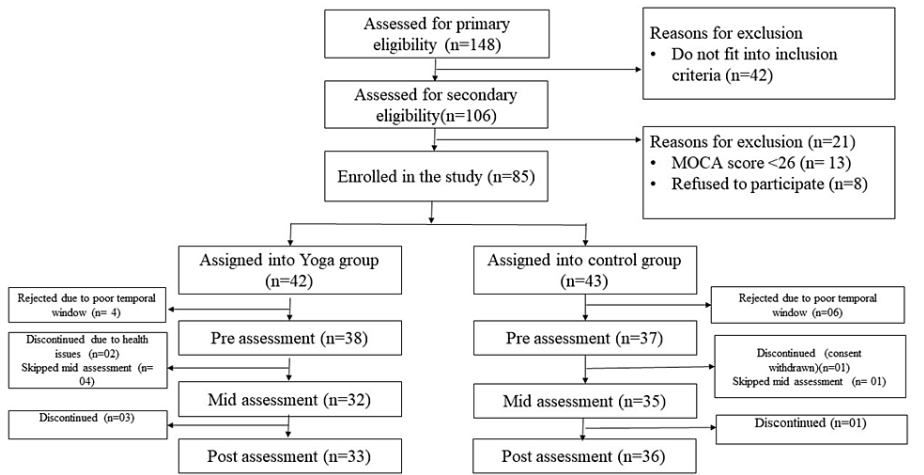 Assessed for primary
eligibility (n=148)
Reasons for exclusion
• Do not fit into inclusion
criteria (n=42)
Assessed for secondary
eligibility(n=106)
Reasons for exclusion (n=21)
• MOCA score <26 (n= 13)
• Refused to participate (n=8)
Enrolled in the study (n=85)
Assigned into Yoga group
(n=42)
Assigned into control group
(n=43)
Rejected due to poor temporal
window (n= 4)
Rejected due to poor temporal
window (n=06)
Pre assessment (n=38)
Pre assessment (n=37)
Discontinued due to health
issues (n=02)
Skipped mid assessment (n=
04)
Discontinued (consent
withdrawn)(n=01)
Skipped mid assessment (n= 01)
Mid assessment (n=32)
Mid assessment (n=35)
Discontinued (n=03)
Discontinued (n=01)
Post assessment (n=33)
Post assessment (n=36)